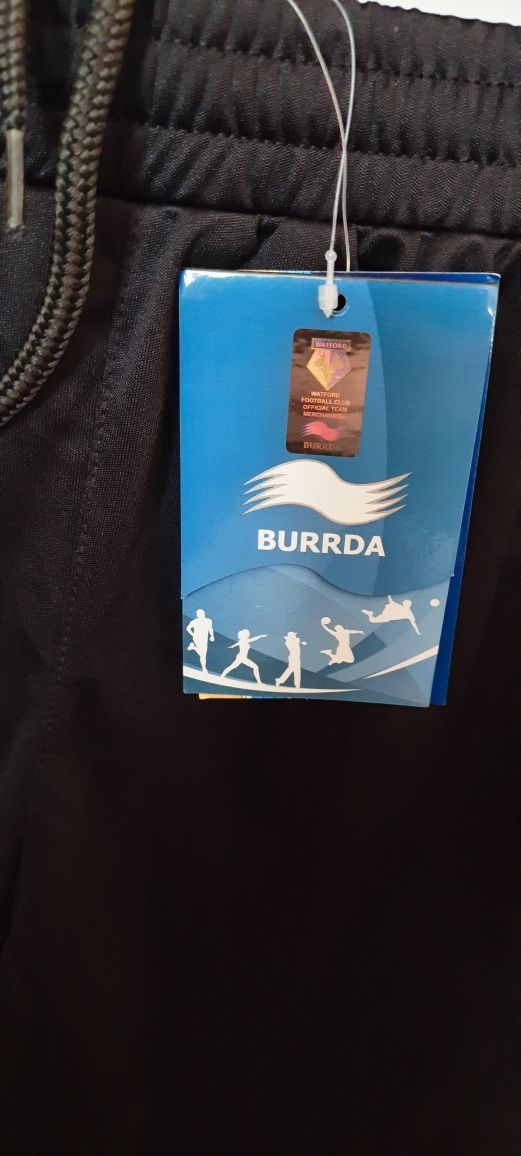 WATFORD
WATFORD
FOOTBALL CLUB
OFFICIAL TEAM
MERCHANDISE
BURRDA
BURRDA